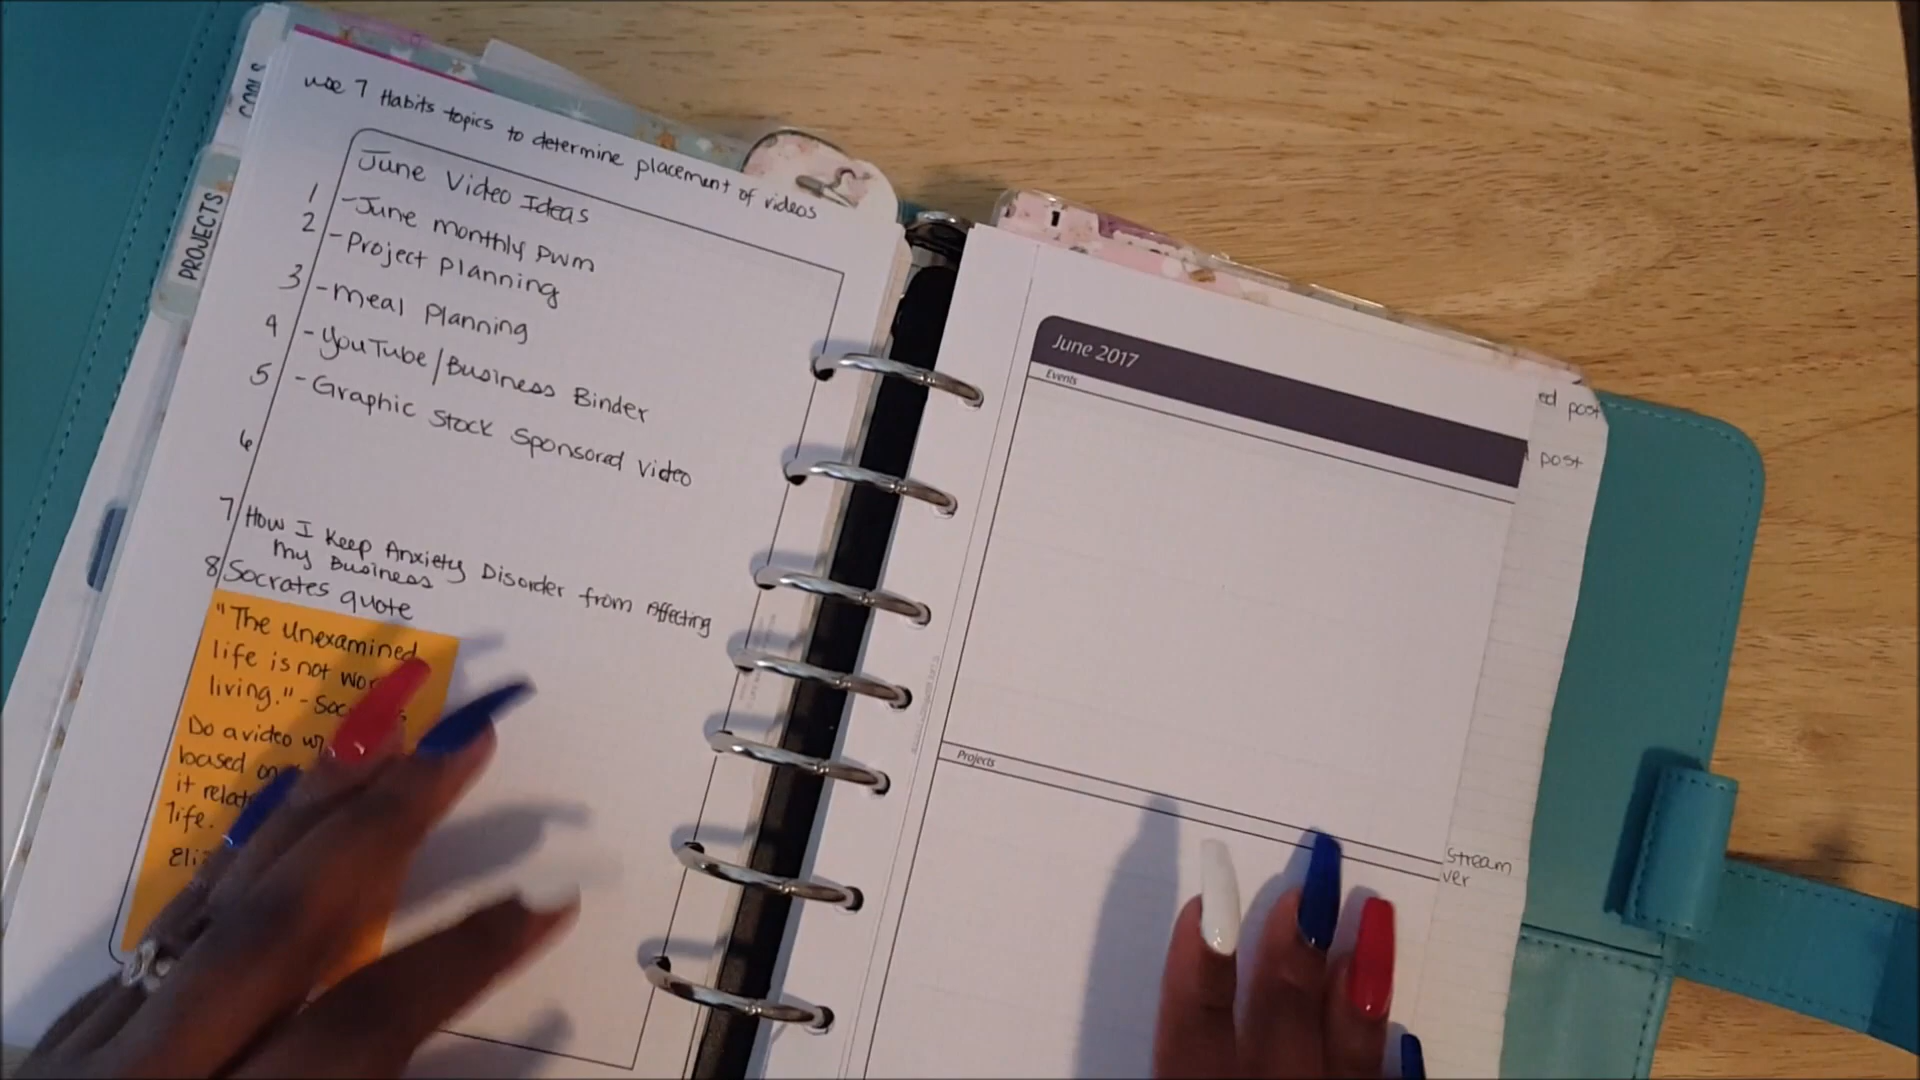 GOALS
PROJECTS
use 7 Habits topics to determine placement of videos
June Video Ideas
1 -June monthly PWM
2 -Project Planning
3 -Meal Planning
4 -YouTube/Business Binder
5 -Graphic Stock Sponsored Video
6
7 How I Keep Anxiety Disorder from Affecting
My Business
8 Socrates quote
"The Unexamined
life is not
living." -
Do a video
based on
it
life.
June 2017
Events
Projects
ed post
post
Stream
ver